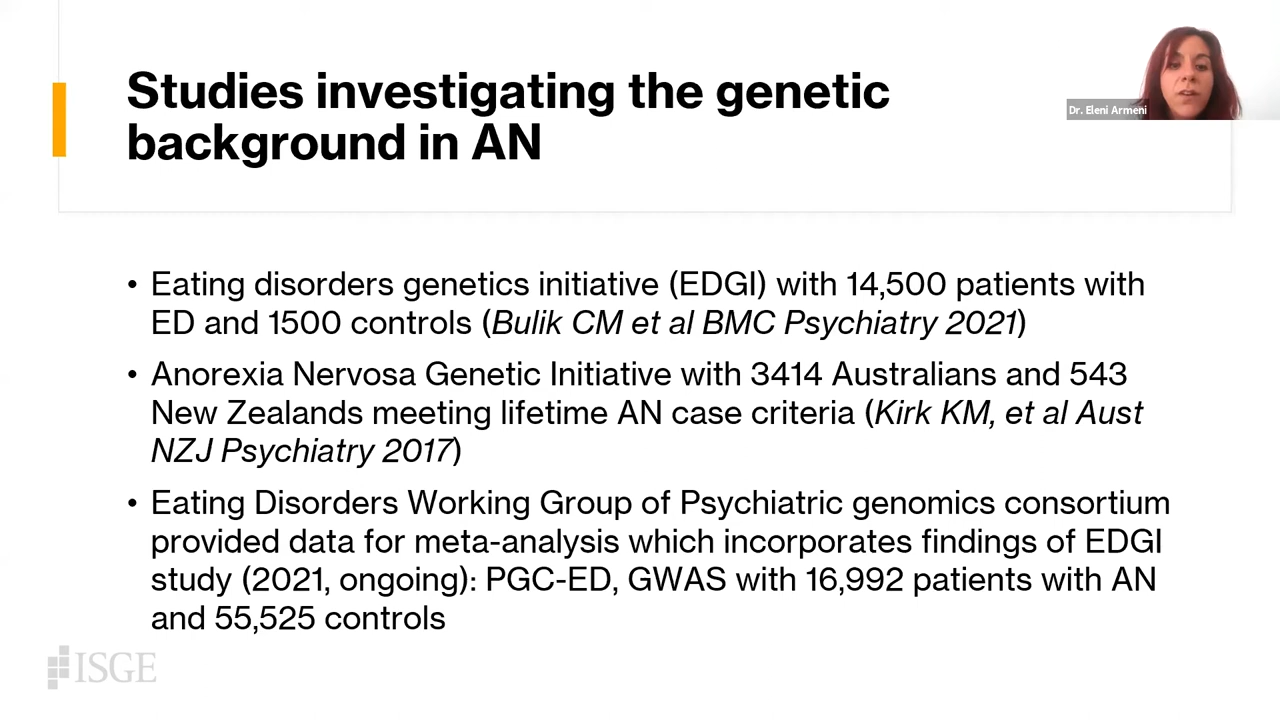 Studies investigating the genetic
background in AN
Dr. Eleni Armeni
• Eating disorders genetics initiative (EDGI) with 14,500 patients with
ED and 1500 controls (Bulik CM et al BMC Psychiatry 2021)
• Anorexia Nervosa Genetic Initiative with 3414 Australians and 543
New Zealands meeting lifetime AN case criteria (Kirk KM, et al Aust
NZJ Psychiatry 2017)
• Eating Disorders Working Group of Psychiatric genomics consortium
provided data for meta-analysis which incorporates findings of EDGI
study (2021, ongoing): PGC-ED, GWAS with 16,992 patients with AN
and 55,525 controls
ISGE